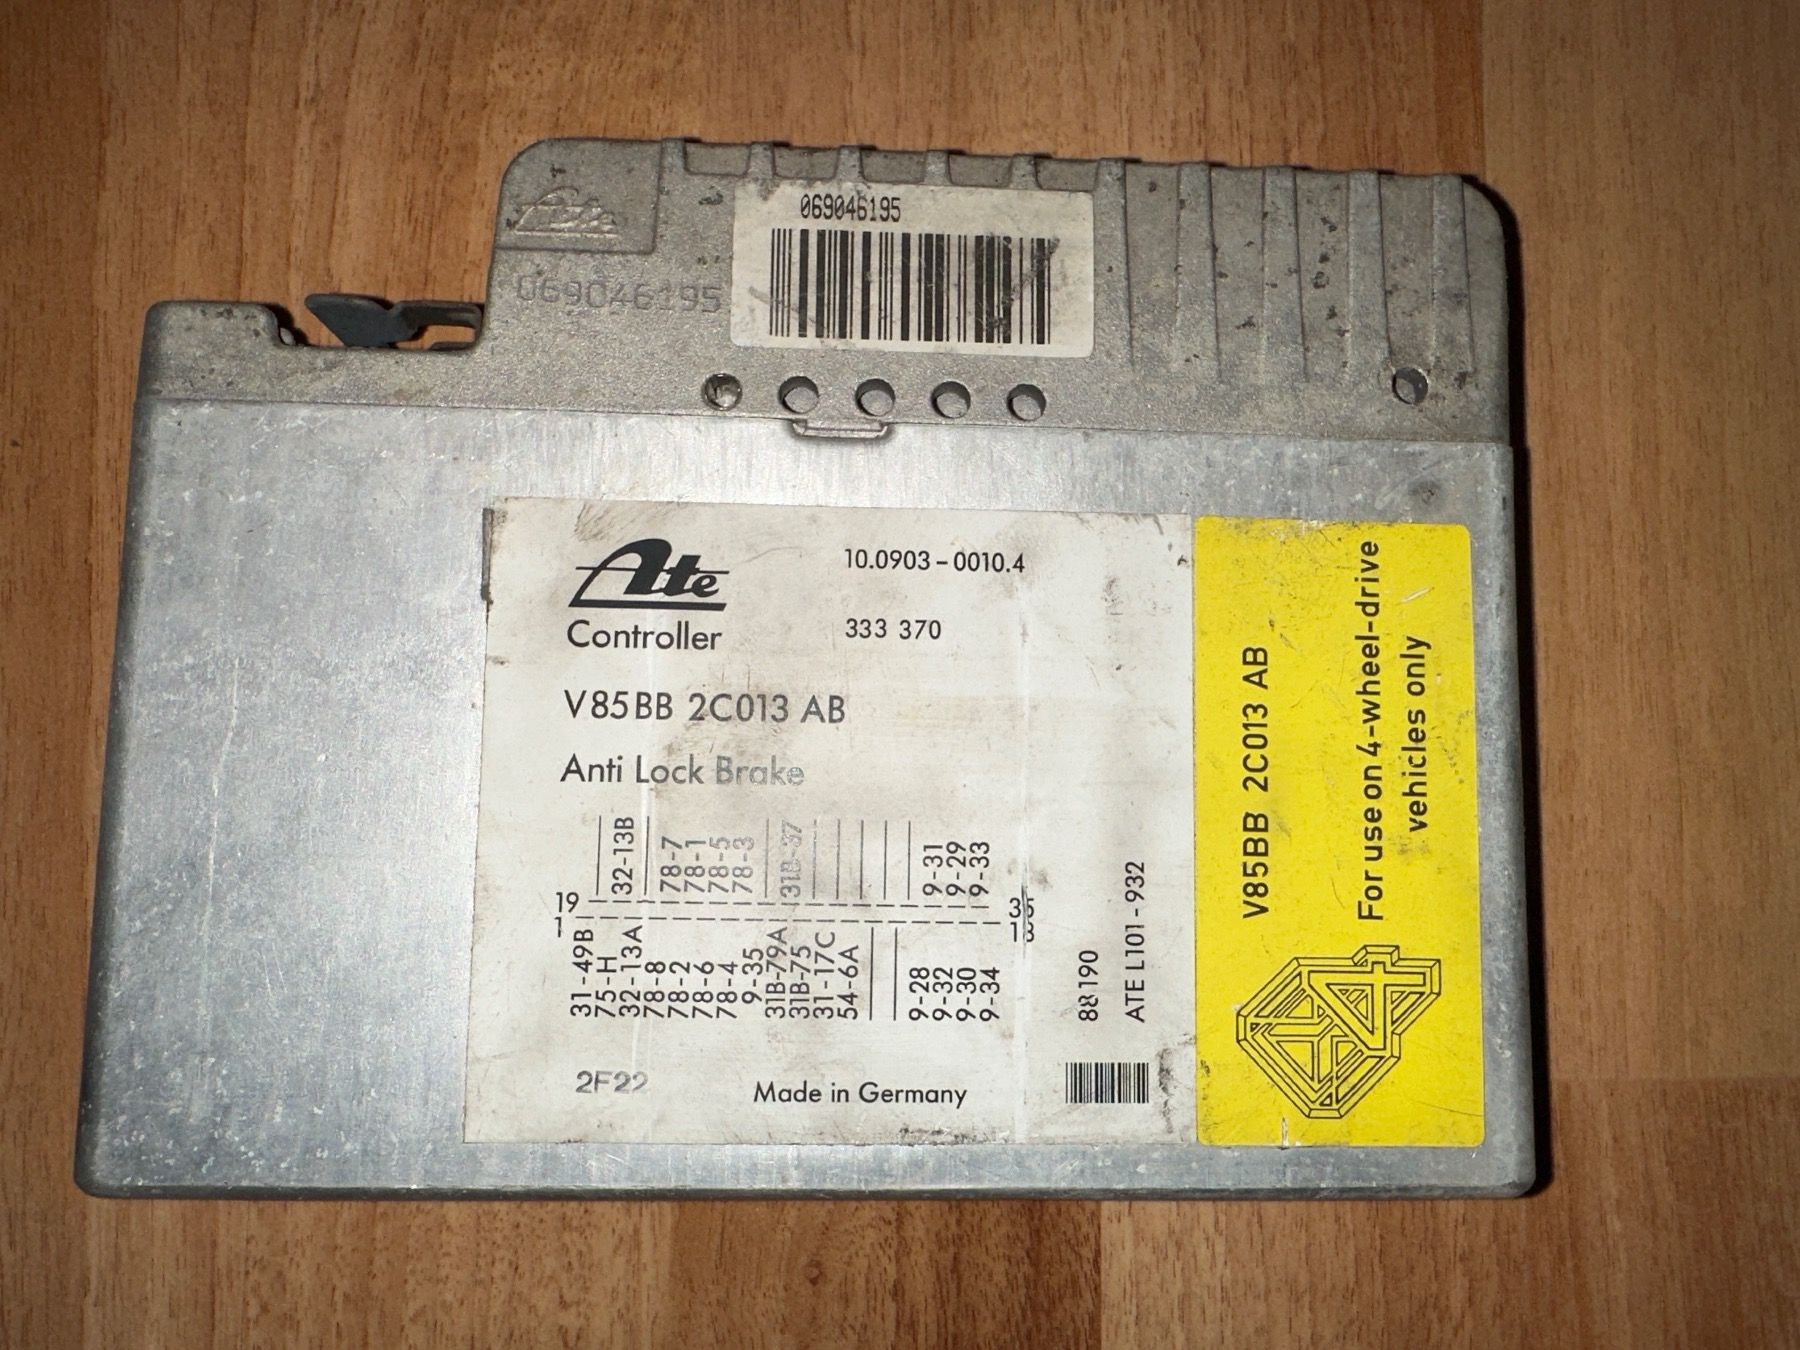 Ate
069046195
069046195
Ate
Controller
10.0903-0010.4
333 370
V85BB 2C013 AB
Anti Lock Brake
32-13B
78-7
78-1
78-5
78-3
31B-37
9-31
9-29
9-33
19
35
1
18
31-49B
75-H
32-13A
78-8
78-2
78-6
78-4
9-35
31B-79A
31B-75
31-17C
54-6A
9-28
9-32
9-30
9-34
2F22
Made in Germany
88190
ATE L101-932
V85BB 2C013 AB
For use on 4-wheel-drive
vehicles only
4x4